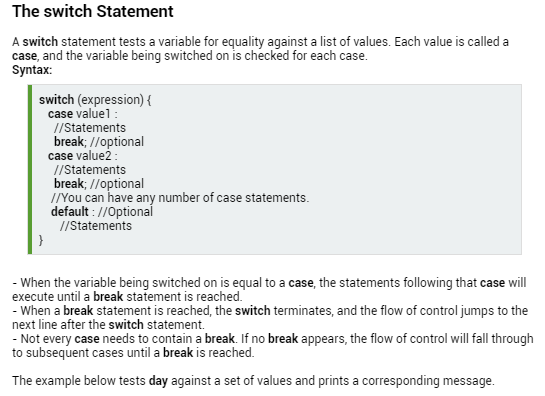 The switch Statement
A switch statement tests a variable for equality against a list of values. Each value is called a
case, and the variable being switched on is checked for each case.
Syntax:
switch (expression) {
case value1 :
//Statements
break; //optional
case value2 :
//Statements
break; //optional
//You can have any number of case statements.
default : //Optional
//Statements
}
- When the variable being switched on is equal to a case, the statements following that case will
execute until a break statement is reached.
- When a break statement is reached, the switch terminates, and the flow of control jumps to the
next line after the switch statement.
- Not every case needs to contain a break. If no break appears, the flow of control will fall through
to subsequent cases until a break is reached.
The example below tests day against a set of values and prints a corresponding message.